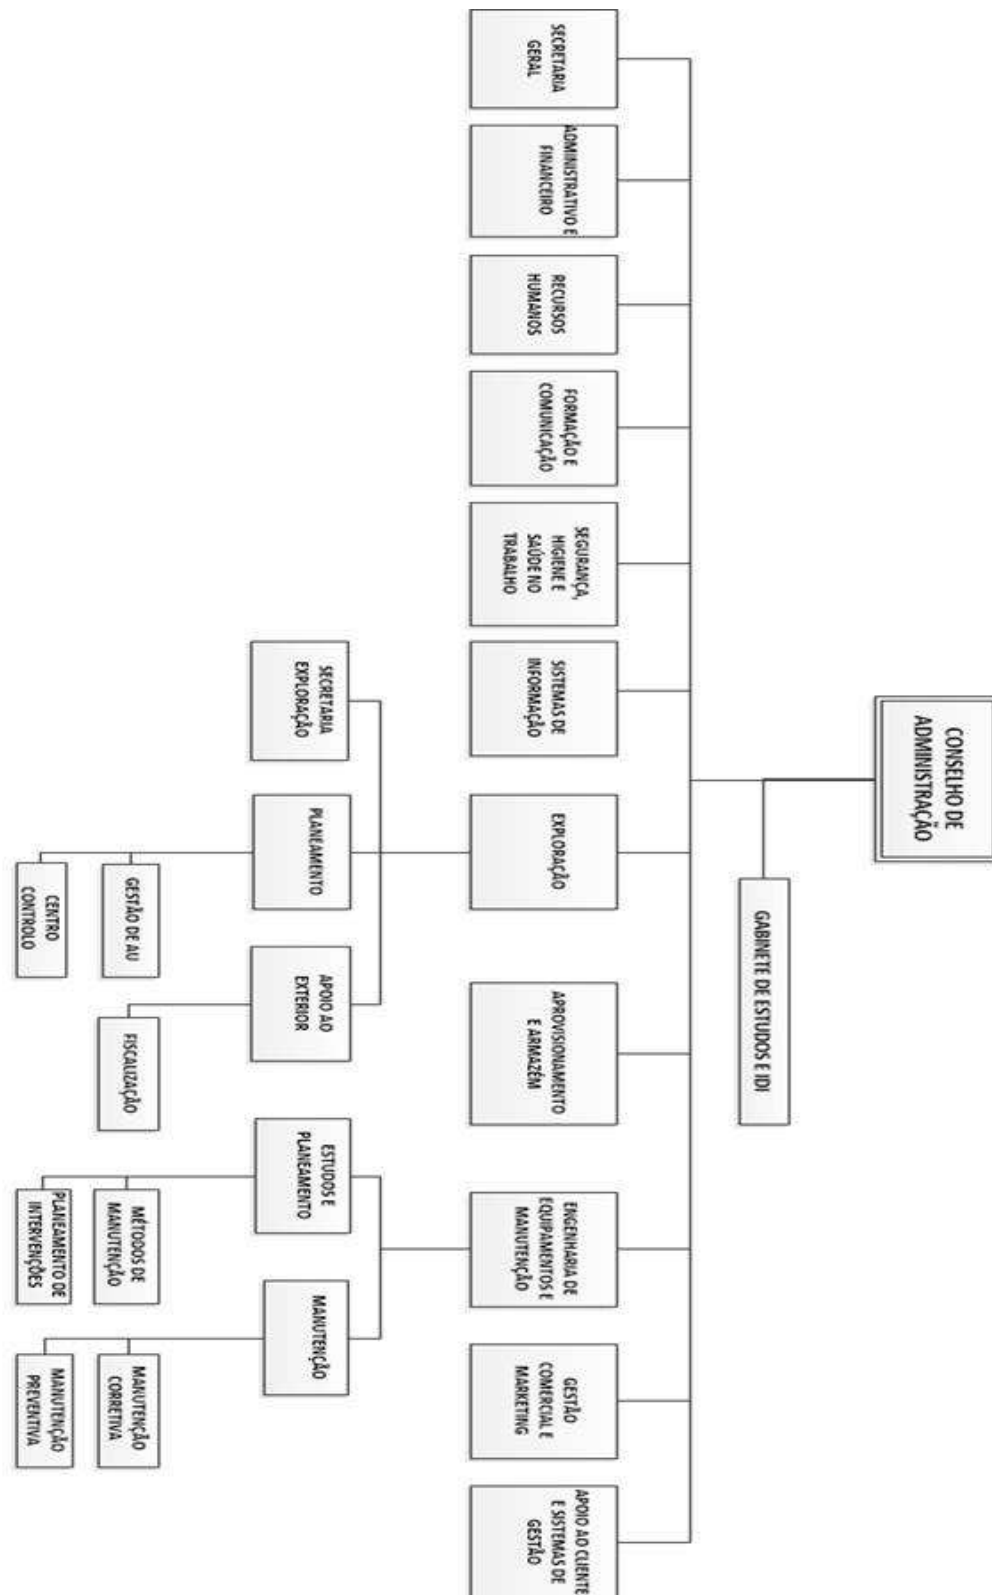 CONSELHO DE
ADMINISTRAÇÃO
GABINETE DE ESTUDOS E IDI
SECRETARIA
GERAL
ADMINISTRATIVO E
FINANCEIRO
RECURSOS
HUMANOS
FORMAÇÃO E
COMUNICAÇÃO
SEGURANÇA,
HIGIENE E
SAÚDE NO
TRABALHO
SISTEMAS DE
INFORMAÇÃO
EXPLORAÇÃO
APROVISIONAMENTO
E ARMAZÉM
ENGENHARIA DE
EQUIPAMENTOS E
MANUTENÇÃO
GESTÃO
COMERCIAL E
MARKETING
APOIO AO CLIENTE
E SISTEMAS DE
GESTÃO
SECRETARIA
EXPLORAÇÃO
PLANEAMENTO
APOIO AO
EXTERIOR
ESTUDOS E
PLANEAMENTO
MANUTENÇÃO
GESTÃO DE AU
FISCALIZAÇÃO
MÉTODOS DE
MANUTENÇÃO
MANUTENÇÃO
CORRETIVA
CENTRO
CONTROLO
PLANEAMENTO DE
INTERVENÇÕES
MANUTENÇÃO
PREVENTIVA